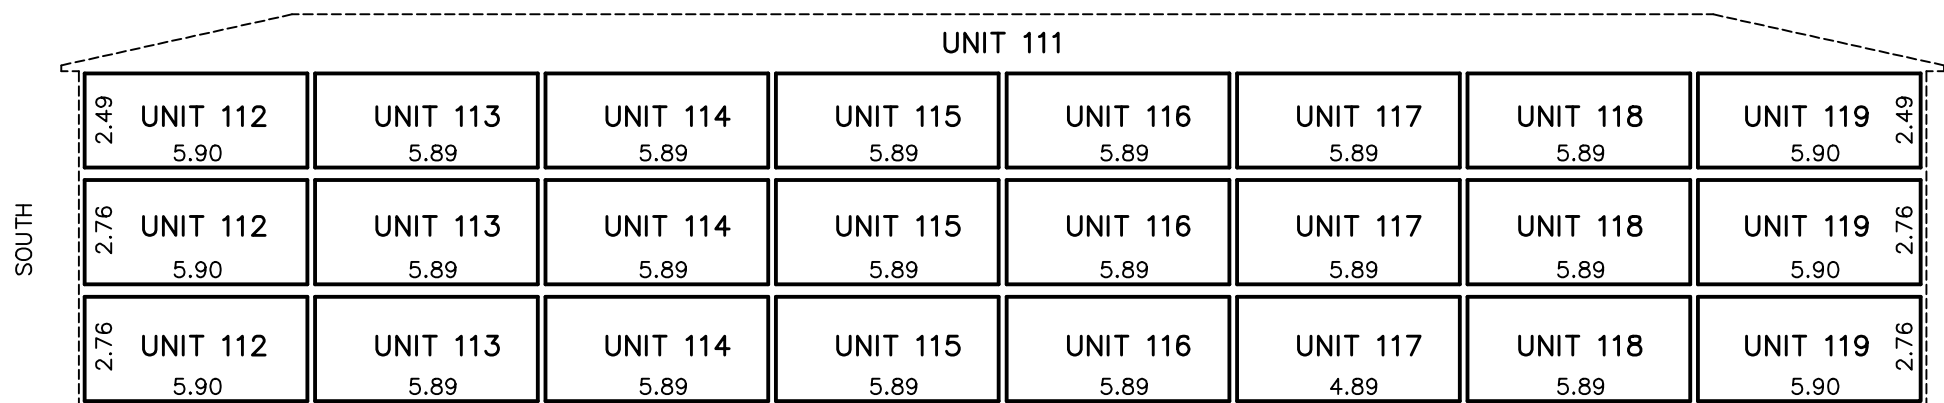 UNIT 111
2.49 UNIT 112 UNIT 113 UNIT 114 UNIT 115 UNIT 116 UNIT 117 UNIT 118 UNIT 119 2.49
5.90 5.89 5.89 5.89 5.89 5.89 5.89 5.90
SOUTH
2.76 UNIT 112 UNIT 113 UNIT 114 UNIT 115 UNIT 116 UNIT 117 UNIT 118 UNIT 119 2.76
5.90 5.89 5.89 5.89 5.89 5.89 5.89 5.90
2.76 UNIT 112 UNIT 113 UNIT 114 UNIT 115 UNIT 116 UNIT 117 UNIT 118 UNIT 119 2.76
5.90 5.89 5.89 5.89 5.89 4.89 5.89 5.90